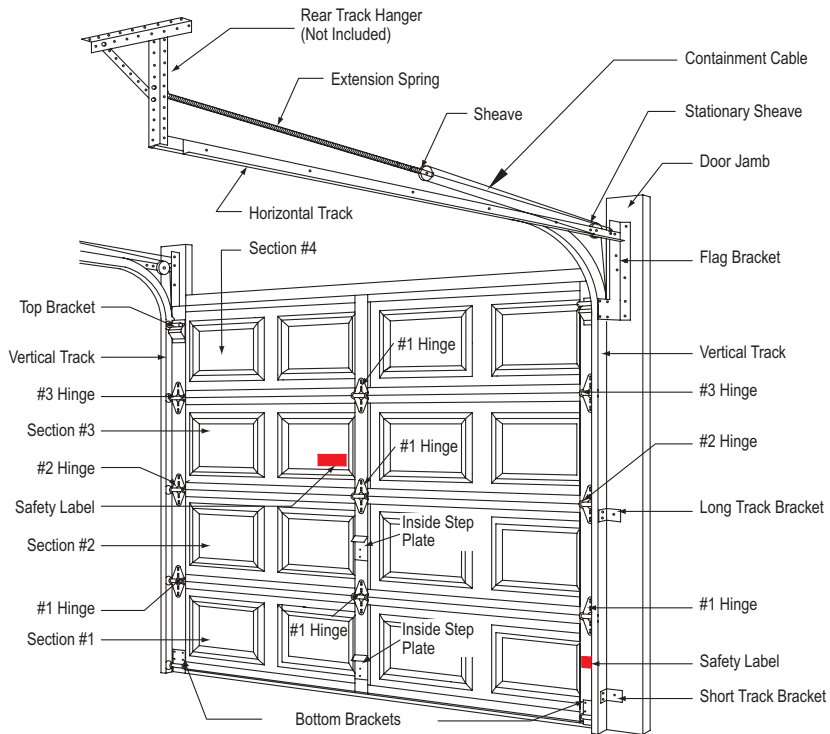 Rear Track Hanger
(Not Included)
Containment Cable
Extension Spring
Sheave
Stationary Sheave
Door Jamb
Horizontal Track
Section #4
Flag Bracket
Top Bracket
#1 Hinge
Vertical Track
Vertical Track
#3 Hinge
#3 Hinge
Section #3
#1 Hinge
#2 Hinge
#2 Hinge
Safety Label
Long Track Bracket
Inside Step
Plate
Section #2
#1 Hinge
#1 Hinge
#1 Hinge
Inside Step
Plate
Section #1
Safety Label
Short Track Bracket
Bottom Brackets